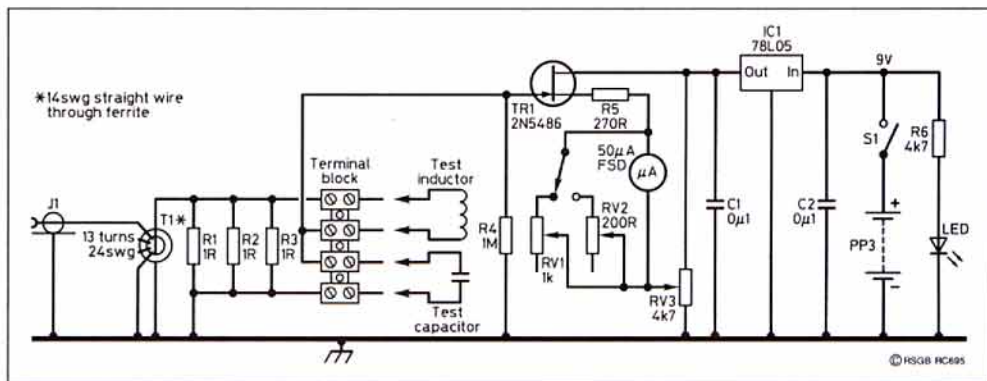 *14swg straight wire
through ferrite
J1
13 turns
24swg
T1*
R1
1R
R2
1R
R3
1R
Terminal
block
Test
inductor
Test
capacitor
R4
1M
TR1
2N5486
R5
270R
50μA
FSD
μA
RV1
1k
RV2
200R
RV3
4k7
C1
0μ1
IC1
78L05
Out
In
C2
0μ1
9V
S1
+
PP3
−
R6
4k7
LED
© RSGB RC695